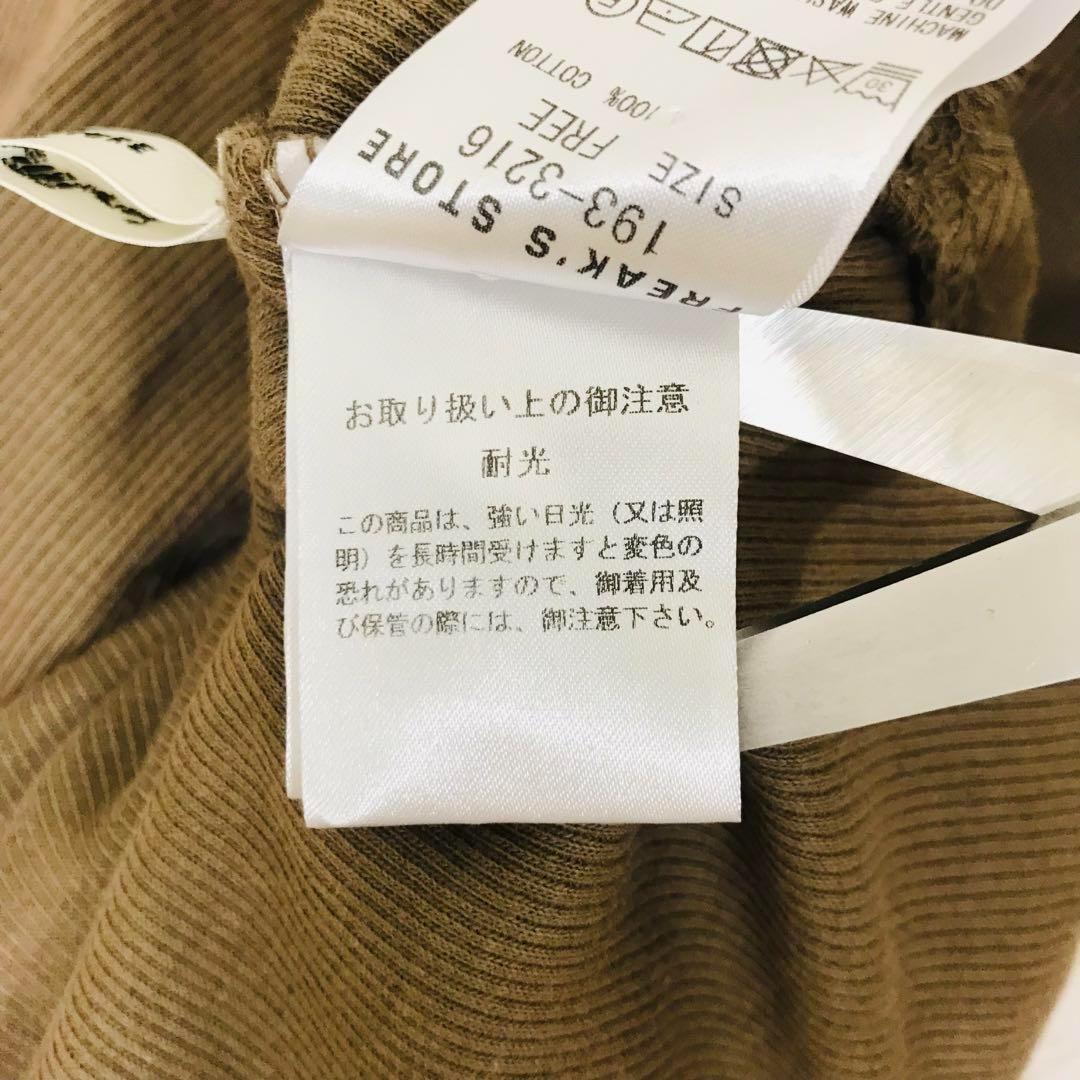 FREAK'S STORE
193-3216
SIZE FREE
100% COTTON
30
MACHINE WAS
GENTLE
DO
お取り扱い上の御注意
耐光
この商品は、強い日光（又は照
明）を長時間受けますと変色の
恐れがありますので、御着用及
び保管の際には、御注意下さい。